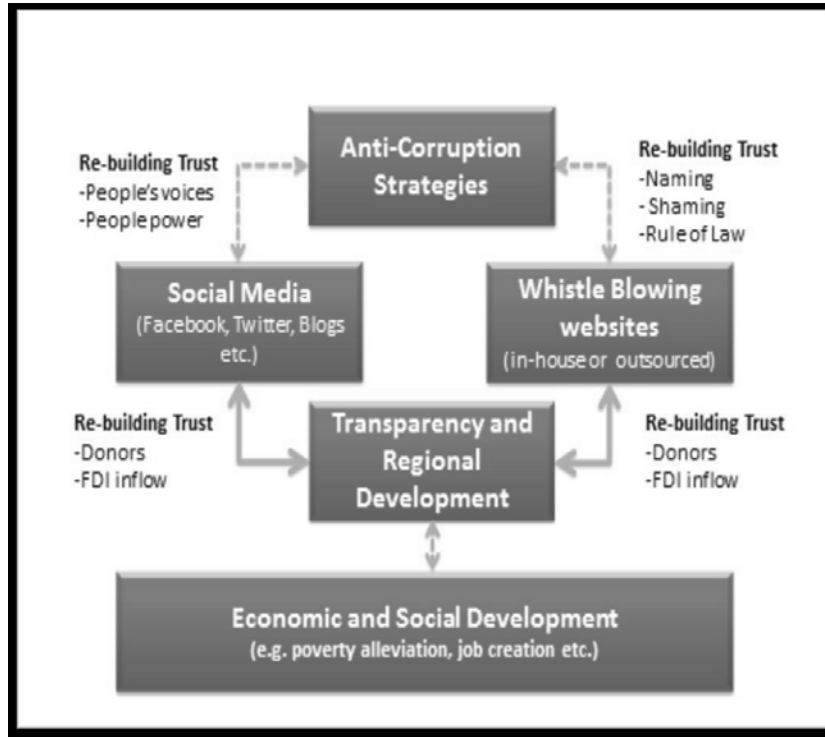 Anti-Corruption
Strategies
Re-building Trust
-People's voices
-People power
Re-building Trust
-Naming
- Shaming
-Rule of Law
Social Media
(Facebook, Twitter, Blogs
etc.)
Whistle Blowing
websites
(in-house or outsourced)
Re-building Trust
-Donors
-FDI inflow
Transparency and
Regional
Development
Re-building Trust
-Donors
-FDI inflow
Economic and Social Development
(e.g. poverty alleviation, job creation etc.)